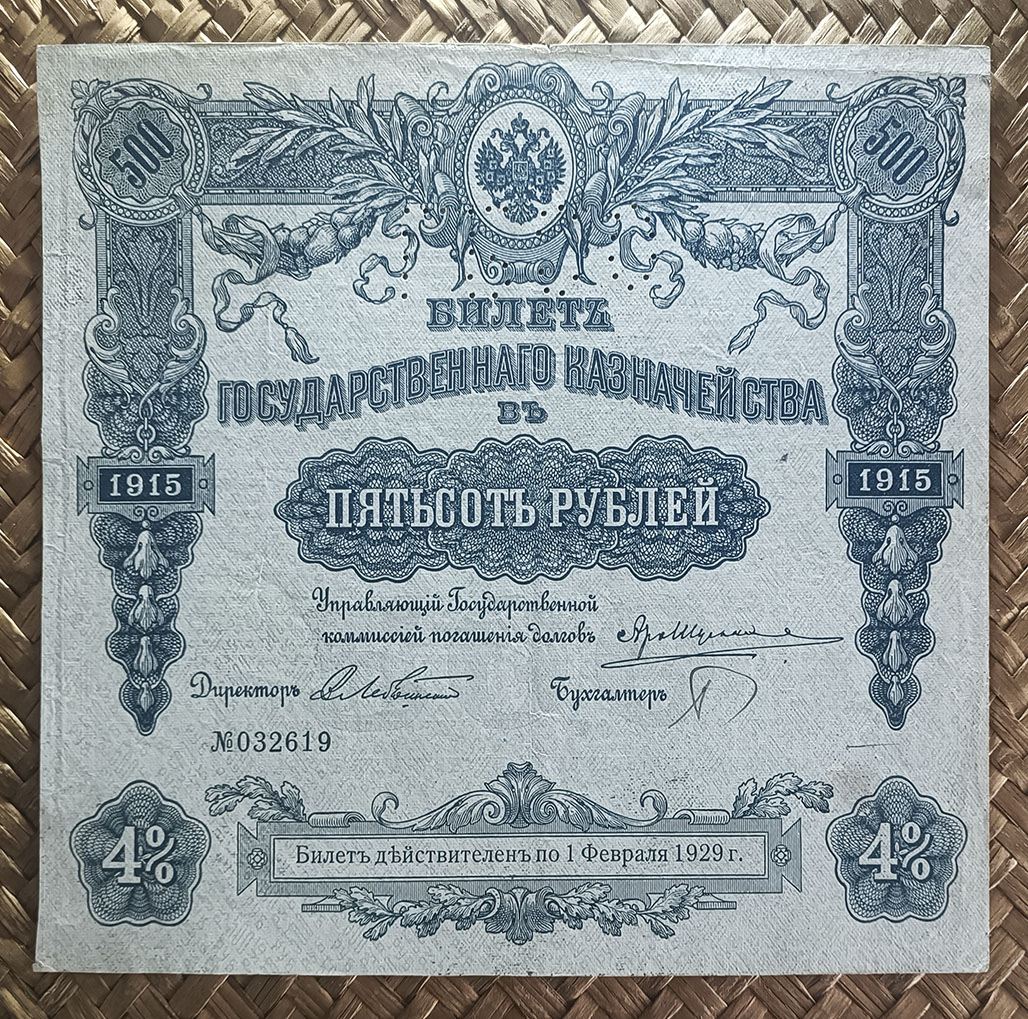 500 500
БИЛЕТЪ
ГОСУДАРСТВЕННАГО КАЗНАЧЕЙСТВА
ВЪ
1915 1915
ПЯТЬСОТЪ РУБЛЕЙ
Управляющій Государственной
коммиссіей погашенія долговъ
Директоръ Бухгалтеръ
№032619
4% 4%
Билетъ дѣйствителенъ по 1 Февраля 1929 г.